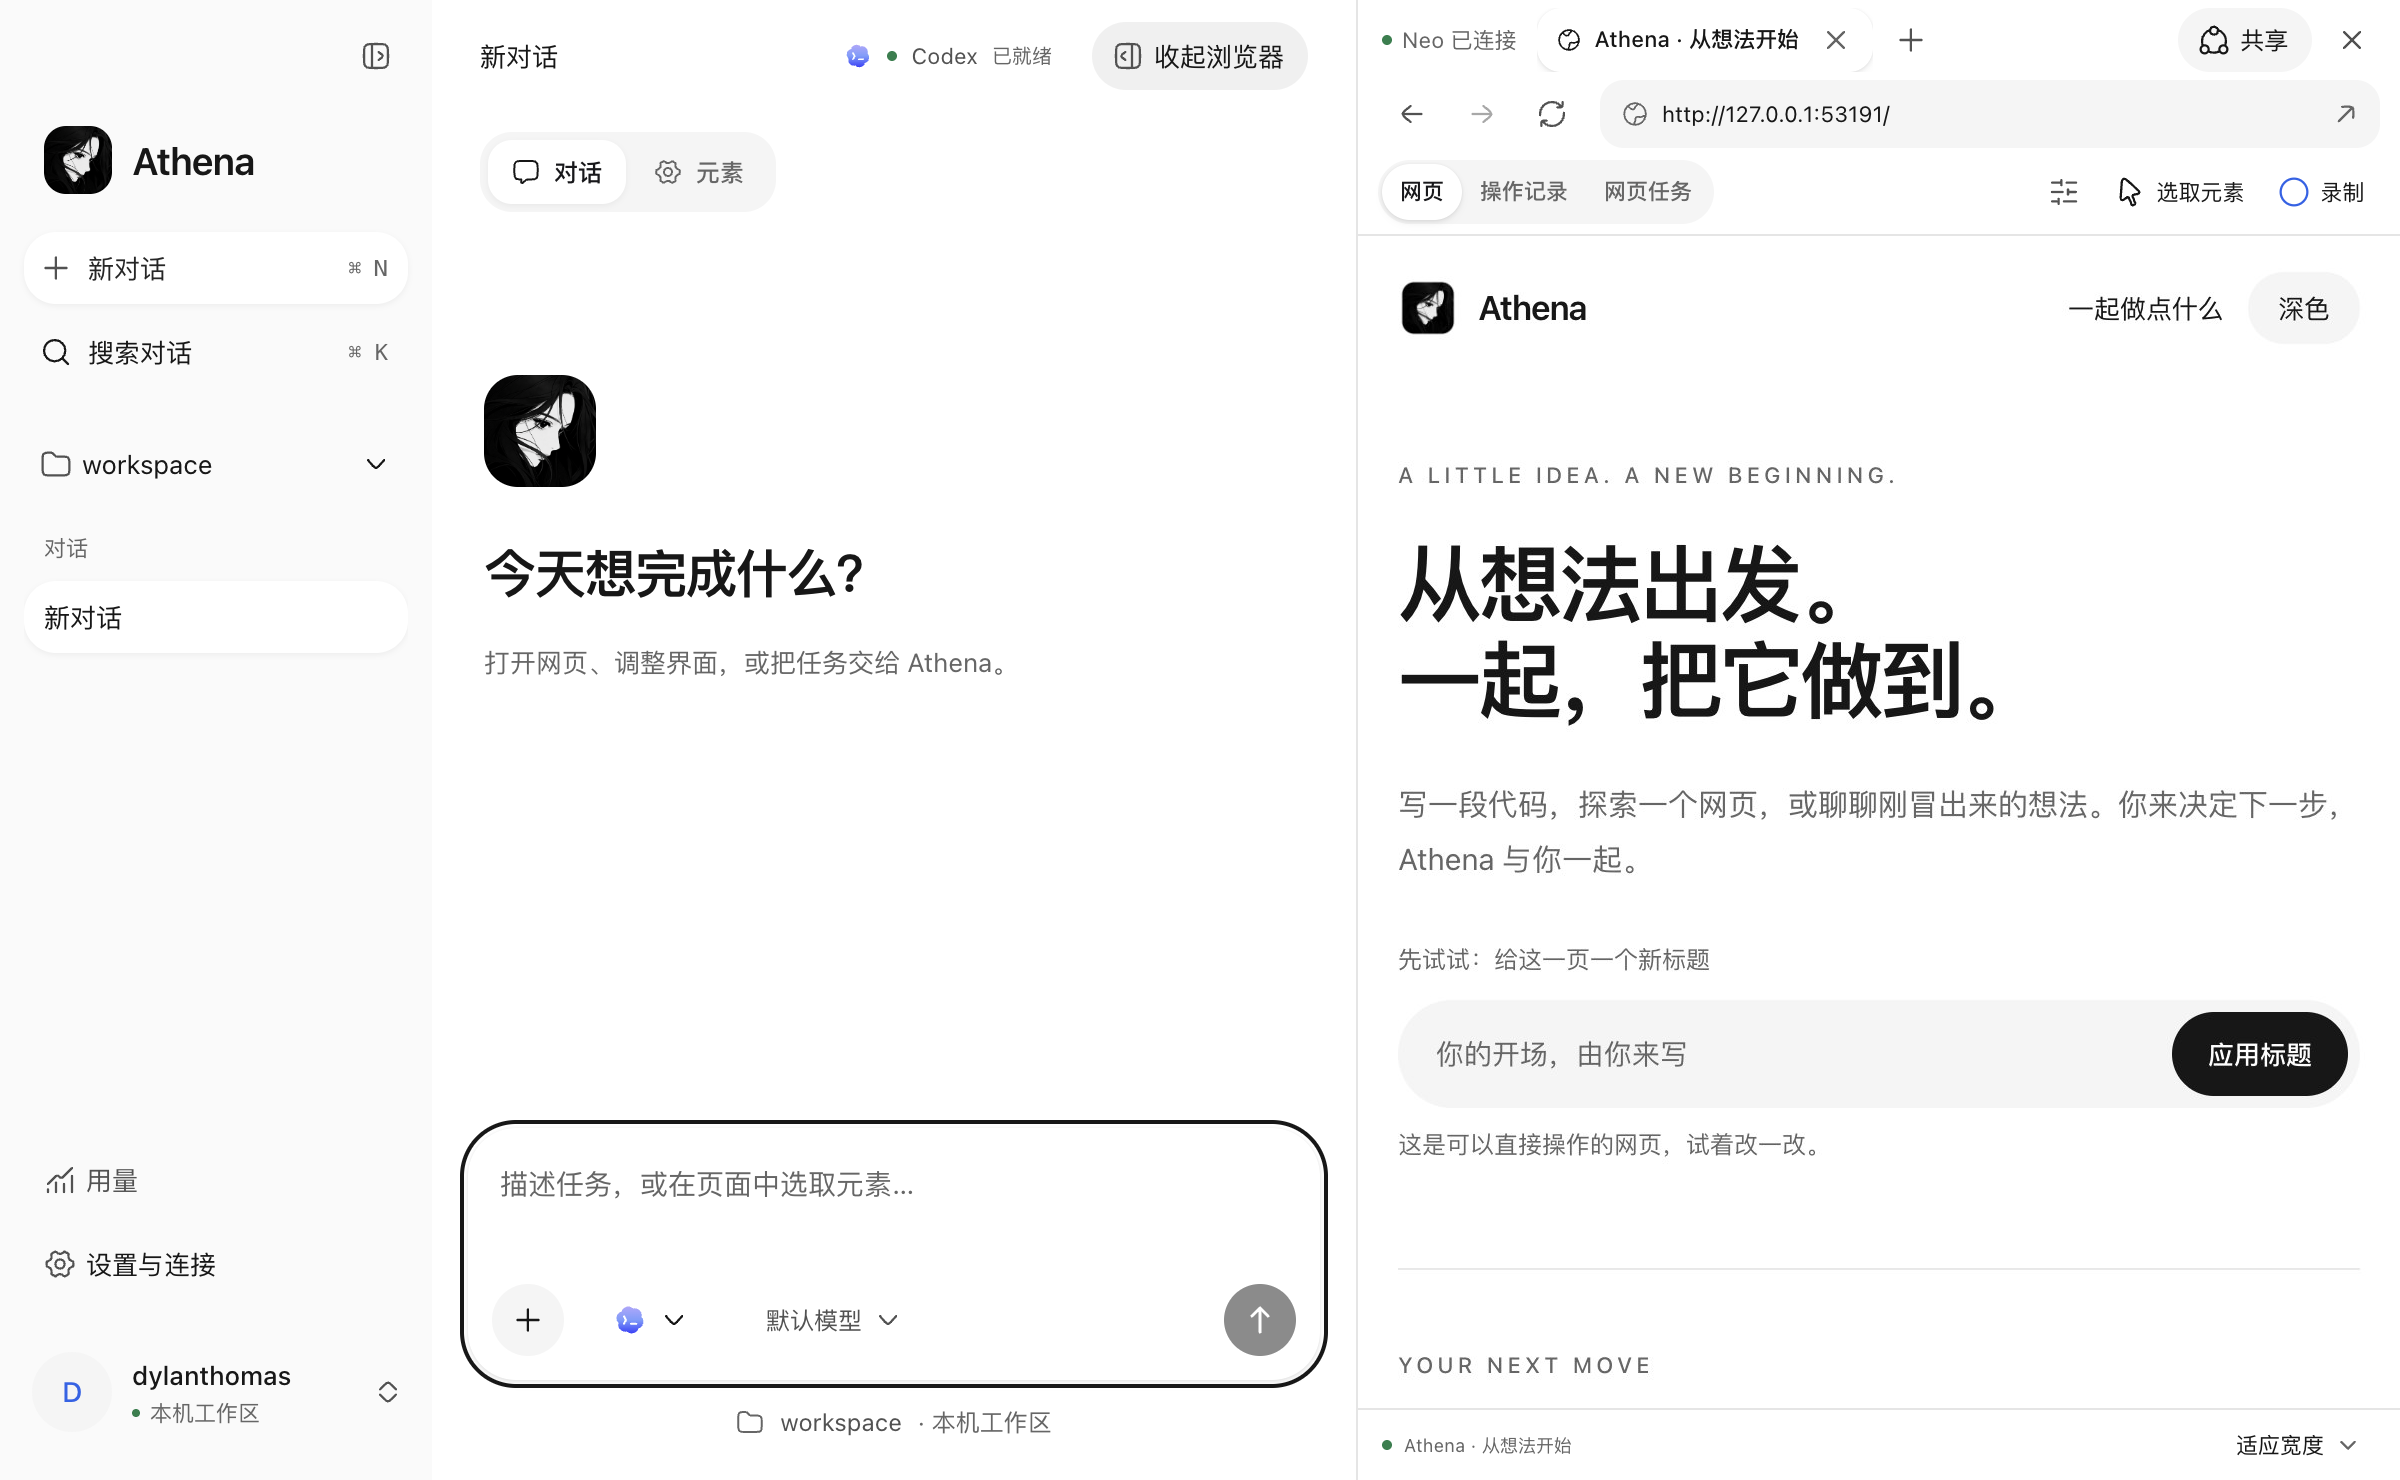 Athena
新对话 ⌘ N
搜索对话 ⌘ K
workspace
对话
新对话
用量
设置与连接
D
dylanthomas
本机工作区
新对话
Codex 已就绪
收起浏览器
对话
元素
今天想完成什么?
打开网页、调整界面，或把任务交给 Athena。
描述任务，或在页面中选取元素...
默认模型
workspace · 本机工作区
Neo 已连接
Athena · 从想法开始
共享
http://127.0.0.1:53191/
网页
操作记录
网页任务
选取元素
录制
Athena
一起做点什么
深色
A LITTLE IDEA. A NEW BEGINNING.
从想法出发。
一起，把它做到。
写一段代码，探索一个网页，或聊聊刚冒出来的想法。你来决定下一步，
Athena 与你一起。
先试试：给这一页一个新标题
你的开场，由你来写
应用标题
这是可以直接操作的网页，试着改一改。
YOUR NEXT MOVE
Athena · 从想法开始
适应宽度